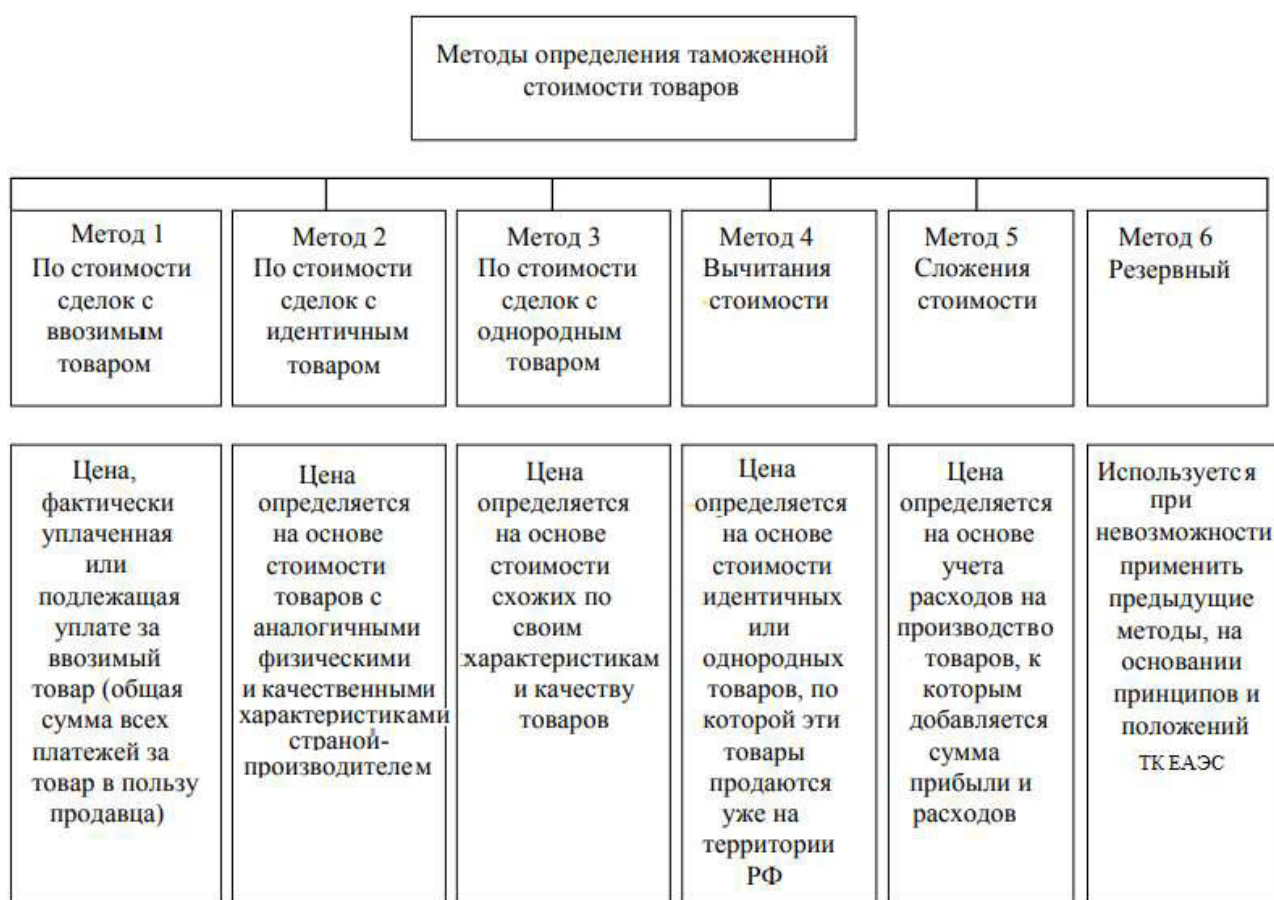 Методы определения таможенной
стоимости товаров
Метод 1
По стоимости
сделок с
ввозимым
товаром
Метод 2
По стоимости
сделок с
идентичным
товаром
Метод 3
По стоимости
сделок с
однородным
товаром
Метод 4
Вычитания
стоимости
Метод 5
Сложения
стоимости
Метод 6
Резервный
Цена,
фактически
уплаченная
или
подлежащая
уплате за
ввозимый
товар (общая
сумма всех
платежей за
товар в пользу
продавца)
Цена
определяется
на основе
стоимости
товаров с
аналогичными
физическими
и качественными
характеристиками
страной-
производителем
Цена
определяется
на основе
стоимости
схожих по
своим
характеристикам
и качеству
товаров
Цена
определяется
на основе
стоимости
идентичных
или
однородных
товаров, по
которой эти
товары
продаются
уже на
территории
РФ
Цена
определяется
на основе
учета
расходов на
производство
товаров, к
которым
добавляется
сумма
прибыли и
расходов
Используется
при
невозможности
применить
предыдущие
методы, на
основании
принципов и
положений
ТК ЕАЭС